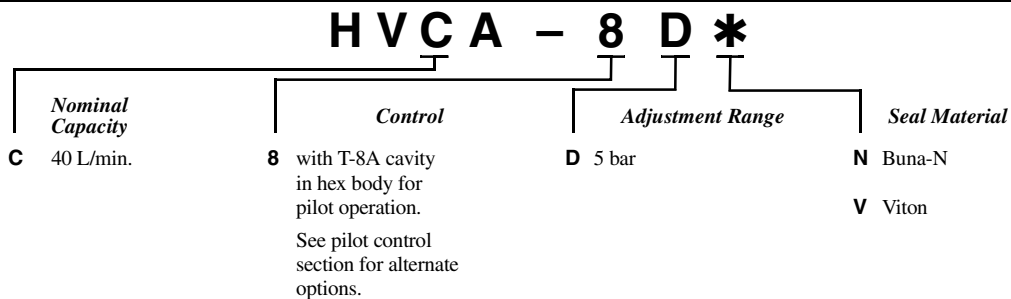 HVCA – 8 D ✱
Nominal
Capacity
C 40 L/min.
Control
8 with T-8A cavity
in hex body for
pilot operation.
See pilot control
section for alternate
options.
Adjustment Range
D 5 bar
Seal Material
N Buna-N
V Viton